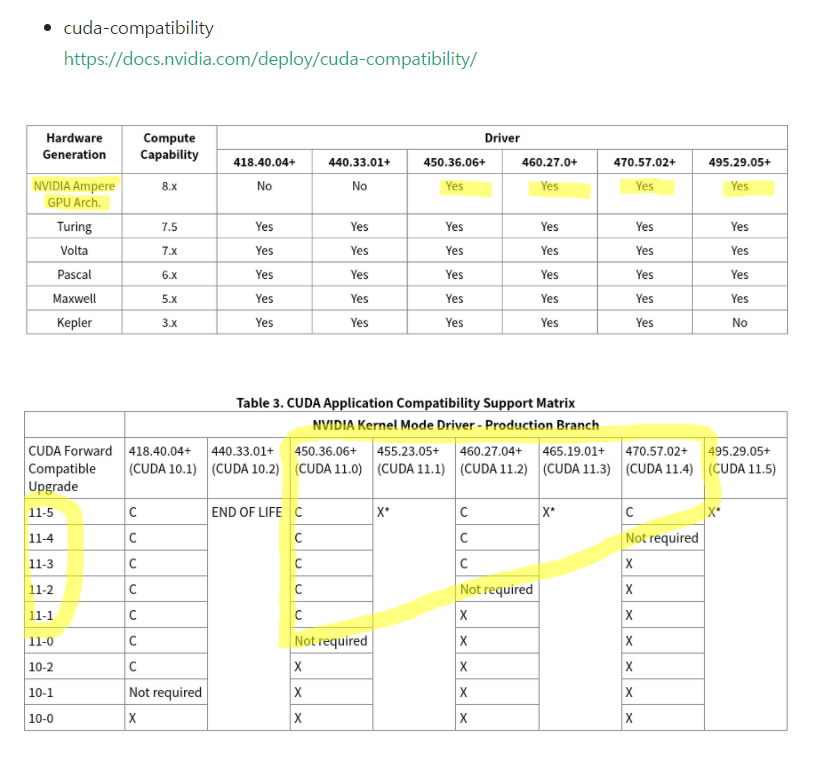 cuda-compatibility
https://docs.nvidia.com/deploy/cuda-compatibility/
Hardware Generation Compute Capability Driver
418.40.04+ 440.33.01+ 450.36.06+ 460.27.0+ 470.57.02+ 495.29.05+
NVIDIA Ampere GPU Arch. 8.x No No Yes Yes Yes Yes
Turing 7.5 Yes Yes Yes Yes Yes Yes
Volta 7.x Yes Yes Yes Yes Yes Yes
Pascal 6.x Yes Yes Yes Yes Yes Yes
Maxwell 5.x Yes Yes Yes Yes Yes Yes
Kepler 3.x Yes Yes Yes Yes Yes No
Table 3. CUDA Application Compatibility Support Matrix
NVIDIA Kernel Mode Driver - Production Branch
CUDA Forward Compatible Upgrade 418.40.04+ (CUDA 10.1) 440.33.01+ (CUDA 10.2) 450.36.06+ (CUDA 11.0) 455.23.05+ (CUDA 11.1) 460.27.04+ (CUDA 11.2) 465.19.01+ (CUDA 11.3) 470.57.02+ (CUDA 11.4) 495.29.05+ (CUDA 11.5)
11-5 C END OF LIFE C X* C X* C X*
11-4 C C C Not required
11-3 C C C X
11-2 C C Not required X
11-1 C C X X
11-0 C Not required X X
10-2 C X X X
10-1 Not required X X X
10-0 X X X X